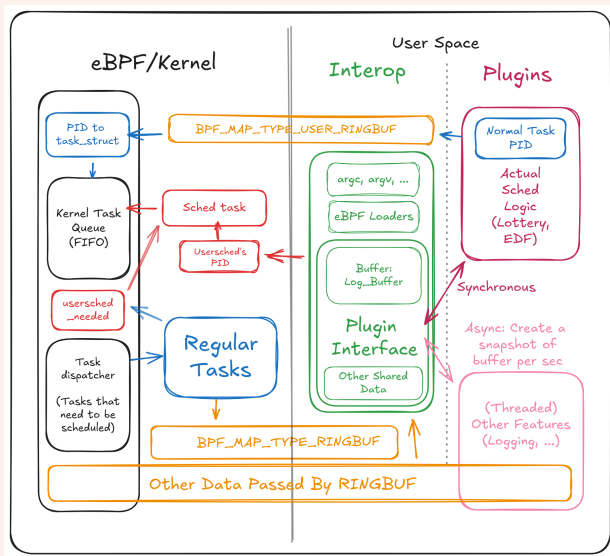 User Space
eBPF/Kernel
Interop
Plugins
PID to
task_struct
BPF_MAP_TYPE_USER_RINGBUF
Normal Task
PID
Actual
Sched
Logic
(Lottery,
EDF)
argc, argv, ...
eBPF Loaders
Kernel Task
Queue
(FIFO)
Sched task
Usersched's
PID
Buffer:
Log_Buffer
usersched
_needed
Synchronous
Regular
Tasks
Plugin
Interface
Async: Create a
snapshot of
buffer per sec
Task
dispatcher
(Tasks that
need to be
scheduled)
Other Shared
Data
(Threaded)
Other Features
(Logging, ...)
BPF_MAP_TYPE_RINGBUF
Other Data Passed By RINGBUF